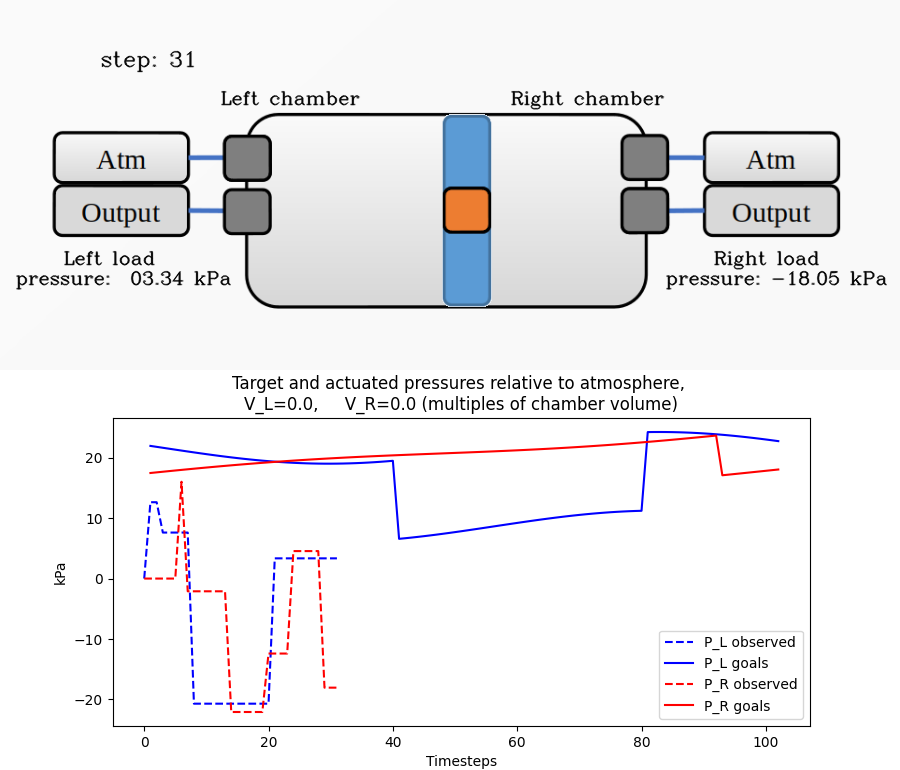 step: 31
Left chamber
Right chamber
Atm
Atm
Output
Output
Left load
pressure: 03.34 kPa
Right load
pressure: −18.05 kPa
Target and actuated pressures relative to atmosphere,
V_L=0.0, V_R=0.0 (multiples of chamber volume)
kPa
20
10
0
−10
−20
P_L observed
P_L goals
P_R observed
P_R goals
0 20 40 60 80 100
Timesteps